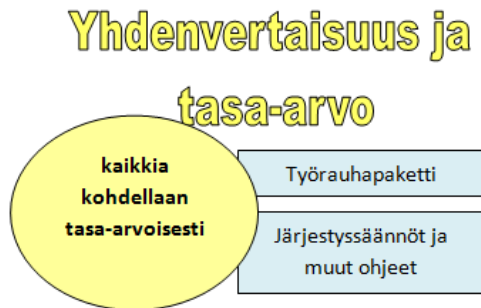 Yhdenvertaisuus ja
tasa-arvo
kaikkia
kohdellaan
tasa-arvoisesti
Työrauhapaketti
Järjestyssäännöt ja
muut ohjeet